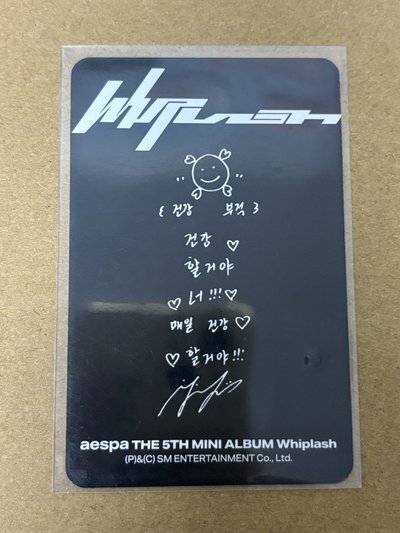 Whiplash
건강 부적
건강 ♡
할거야
♡ 너!!! ♡
매일 건강 ♡
♡ 할거야!!!
aespa THE 5TH MINI ALBUM Whiplash
(P)&(C) SM ENTERTAINMENT Co., Ltd.